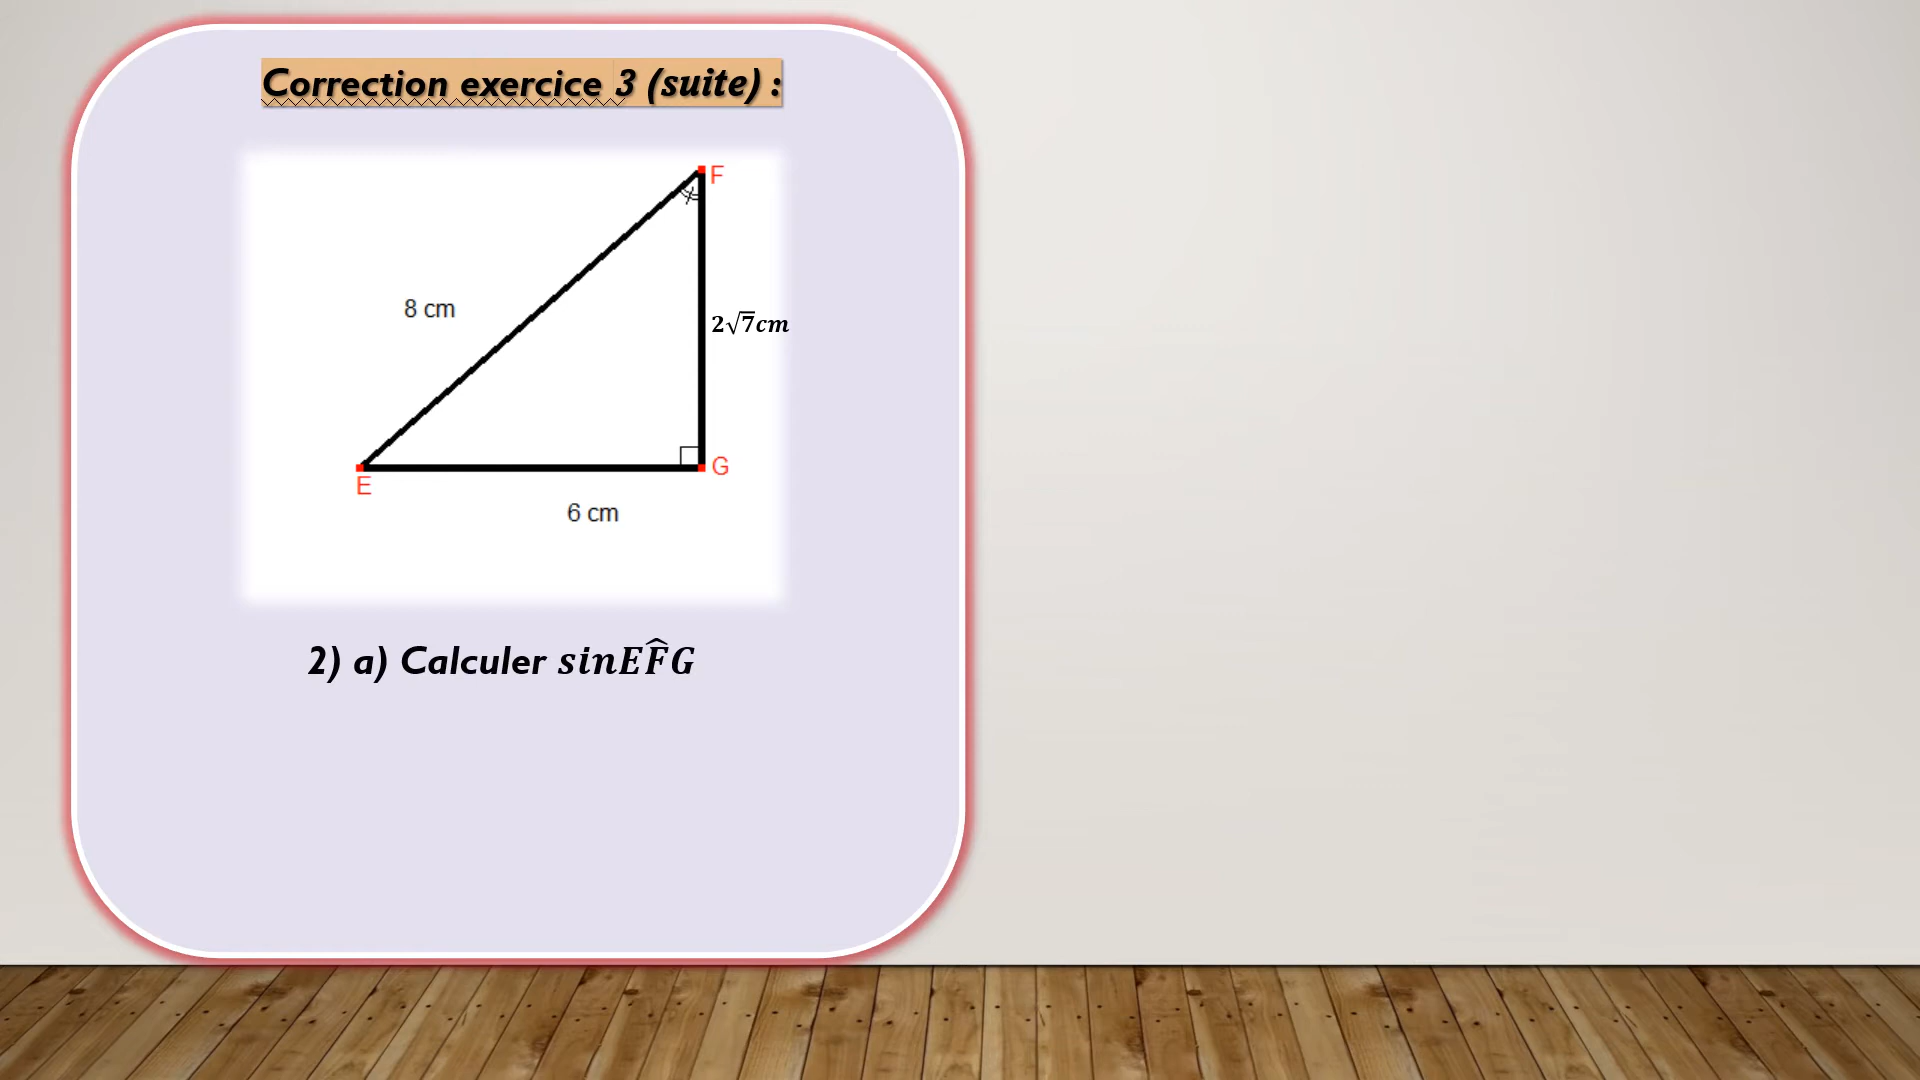 Correction exercice 3 (suite) :
F
8 cm
2√7cm
G
E
6 cm
2) a) Calculer sinEF̂G